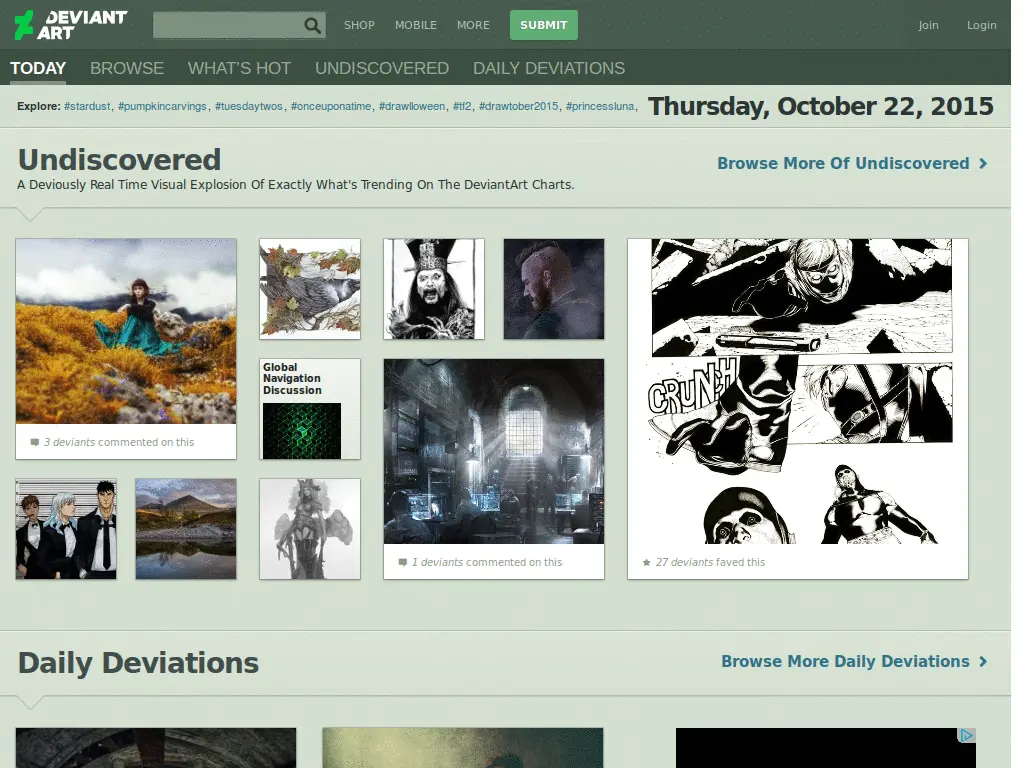 DEVIANT
ART
SHOP MOBILE MORE SUBMIT Join Login
TODAY BROWSE WHAT'S HOT UNDISCOVERED DAILY DEVIATIONS
Explore: #stardust, #pumpkincarvings, #tuesdaytwos, #onceuponatime, #drawlloween, #tf2, #drawtober2015, #princessluna,
Thursday, October 22, 2015
Undiscovered
Browse More Of Undiscovered
A Deviously Real Time Visual Explosion Of Exactly What's Trending On The DeviantArt Charts.
Global
Navigation
Discussion
CRUNCH
3 deviants commented on this
1 deviants commented on this
27 deviants faved this
Daily Deviations
Browse More Daily Deviations